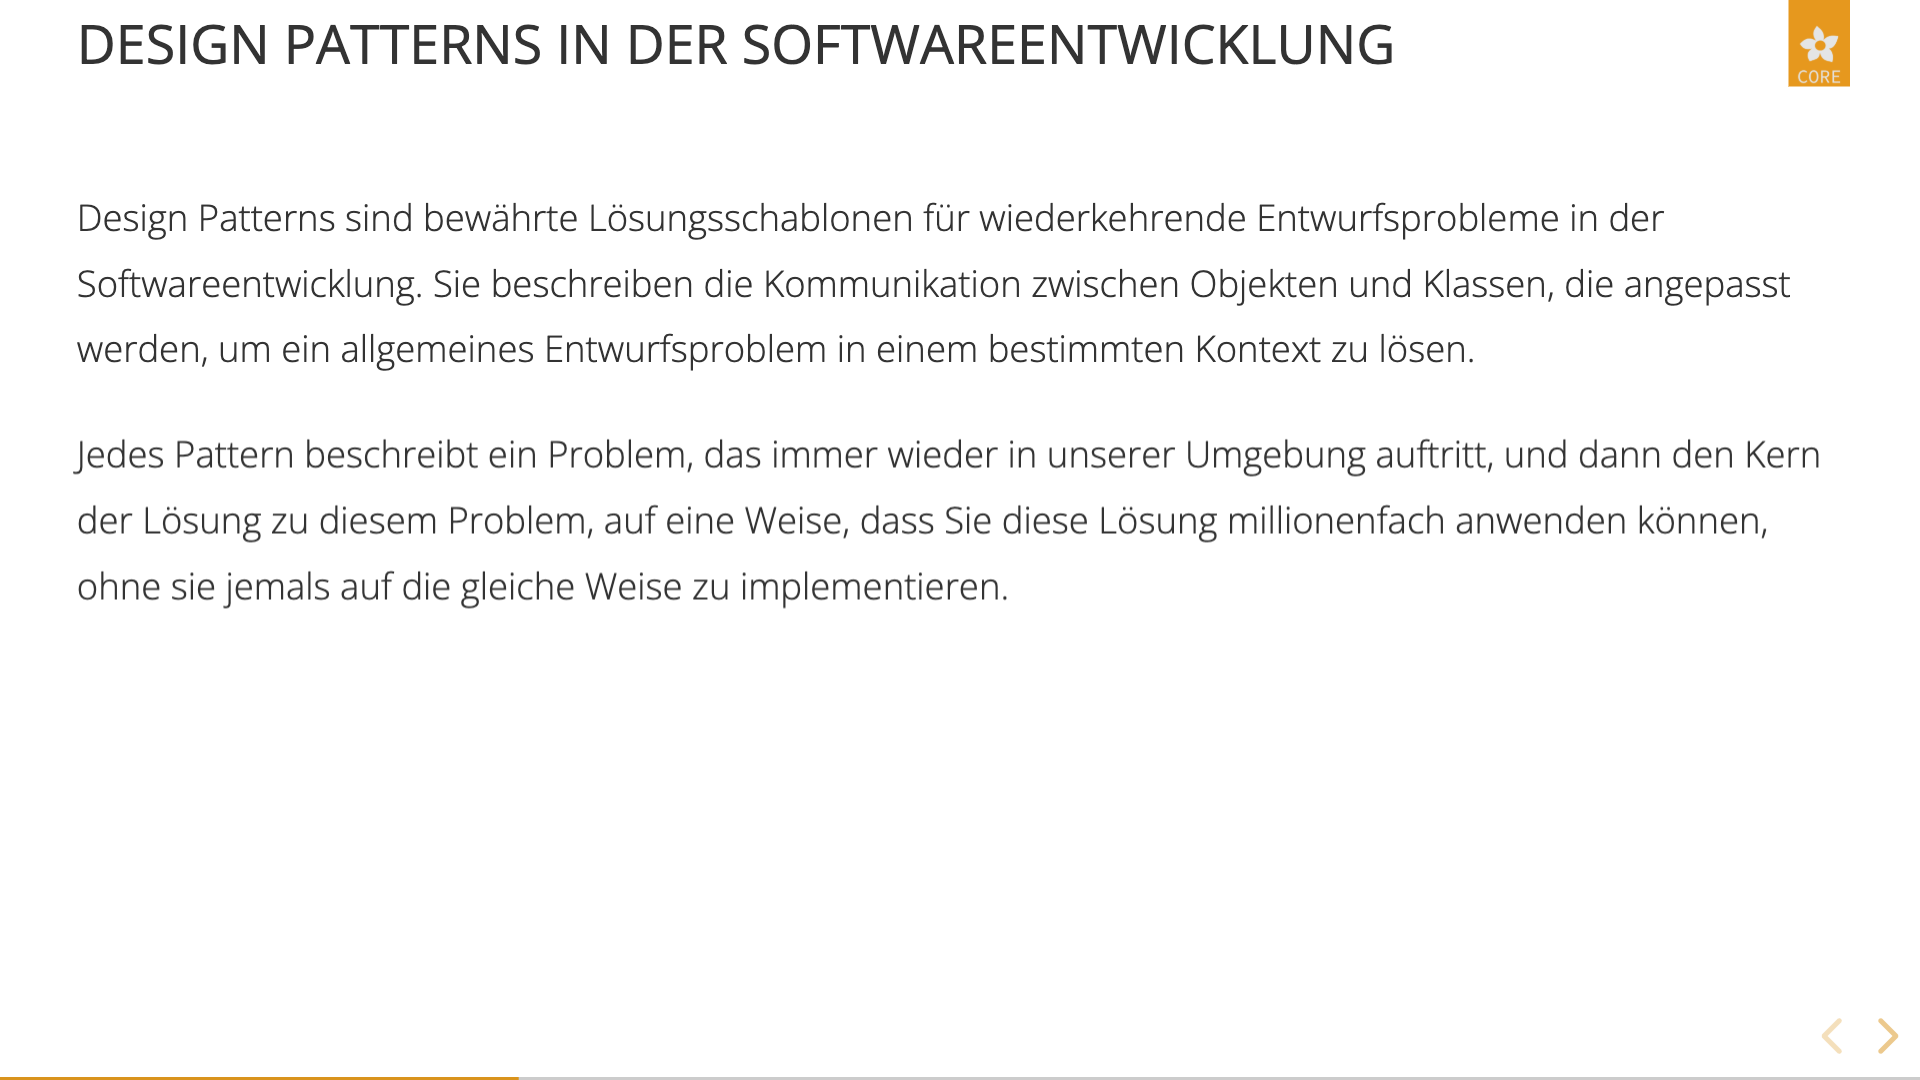 DESIGN PATTERNS IN DER SOFTWAREENTWICKLUNG
CORE
Design Patterns sind bewährte Lösungsschablonen für wiederkehrende Entwurfsprobleme in der
Softwareentwicklung. Sie beschreiben die Kommunikation zwischen Objekten und Klassen, die angepasst
werden, um ein allgemeines Entwurfsproblem in einem bestimmten Kontext zu lösen.
Jedes Pattern beschreibt ein Problem, das immer wieder in unserer Umgebung auftritt, und dann den Kern
der Lösung zu diesem Problem, auf eine Weise, dass Sie diese Lösung millionenfach anwenden können,
ohne sie jemals auf die gleiche Weise zu implementieren.